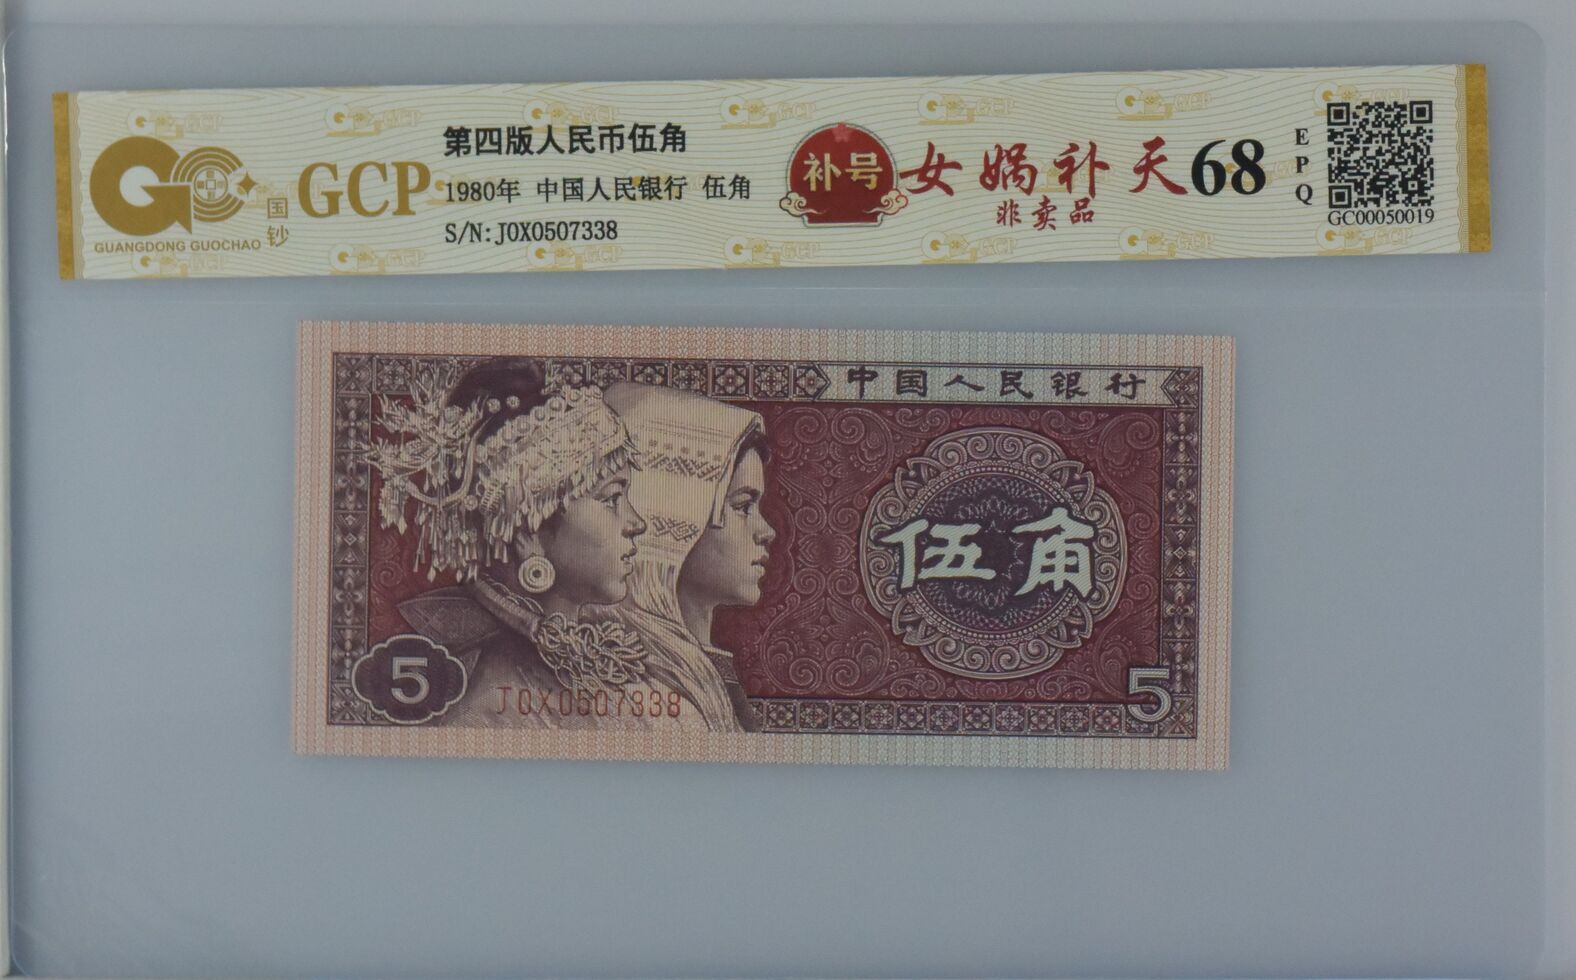 第四版人民币伍角
1980年 中国人民银行 伍角
S/N:J0X0507338
GCP
国钞
GUANGDONG GUOCHAO
补号
女娲补天
非卖品
68
EPQ
GC00050019
中国人民银行
伍角
5
J0X0507338
5